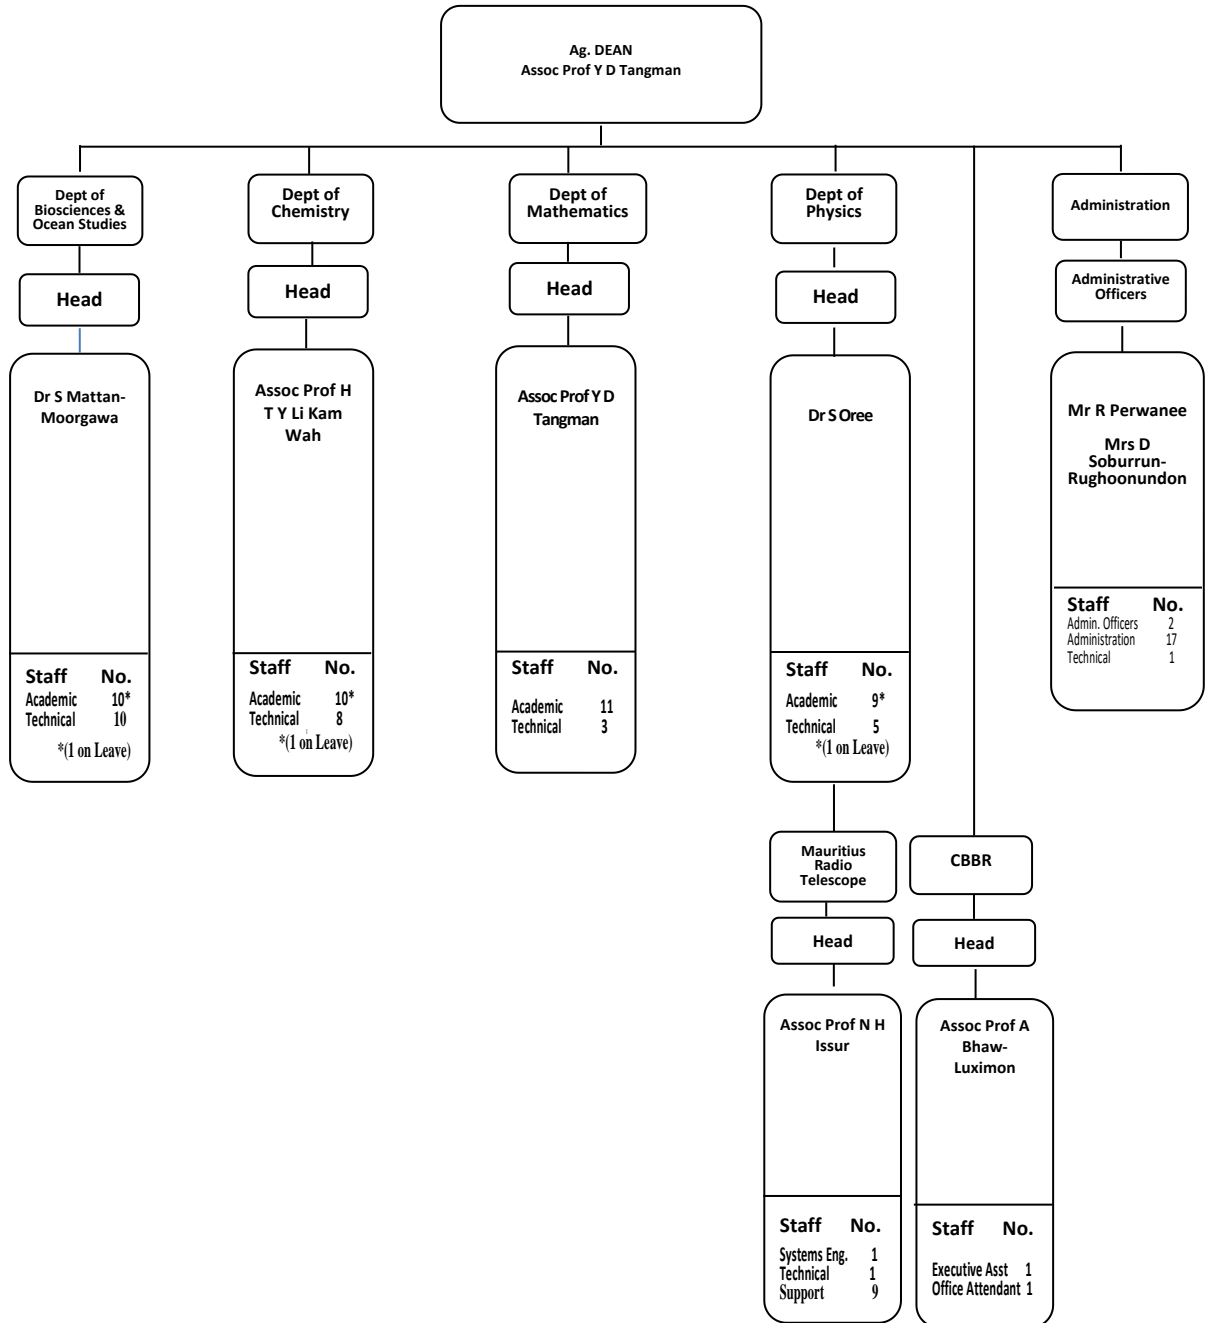 Ag. DEAN
Assoc Prof Y D Tangman
Dept of
Biosciences &
Ocean Studies
Head
Dr S Mattan-
Moorgawa
Staff No.
Academic 10*
Technical 10
*(1 on Leave)
Dept of
Chemistry
Head
Assoc Prof H
T Y Li Kam
Wah
Staff No.
Academic 10*
Technical 8
*(1 on Leave)
Dept of
Mathematics
Head
Assoc Prof Y D
Tangman
Staff No.
Academic 11
Technical 3
Dept of
Physics
Head
Dr S Oree
Staff No.
Academic 9*
Technical 5
*(1 on Leave)
Mauritius
Radio
Telescope
Head
Assoc Prof N H
Issur
Staff No.
Systems Eng. 1
Technical 1
Support 9
CBBR
Head
Assoc Prof A
Bhaw-
Luximon
Staff No.
Executive Asst 1
Office Attendant 1
Administration
Administrative
Officers
Mr R Perwanee
Mrs D
Soburrun-
Rughoonundon
Staff No.
Admin. Officers 2
Administration 17
Technical 1